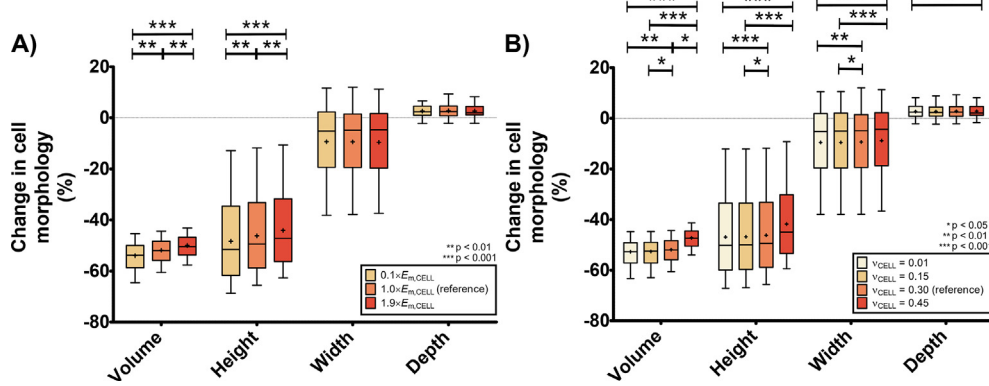 A)
***
***
** **
** **
20
0
-20
-40
-60
-80
Change in cell
morphology
(%)
** p < 0.01
*** p < 0.001
0.1×Em,CELL
1.0×Em,CELL (reference)
1.9×Em,CELL
Volume
Height
Width
Depth
B)
***
***
***
** *
***
**
*
*
*
20
0
-20
-40
-60
-80
Change in cell
morphology
(%)
* p < 0.05
** p < 0.01
*** p < 0.00
νCELL = 0.01
νCELL = 0.15
νCELL = 0.30 (reference)
νCELL = 0.45
Volume
Height
Width
Depth